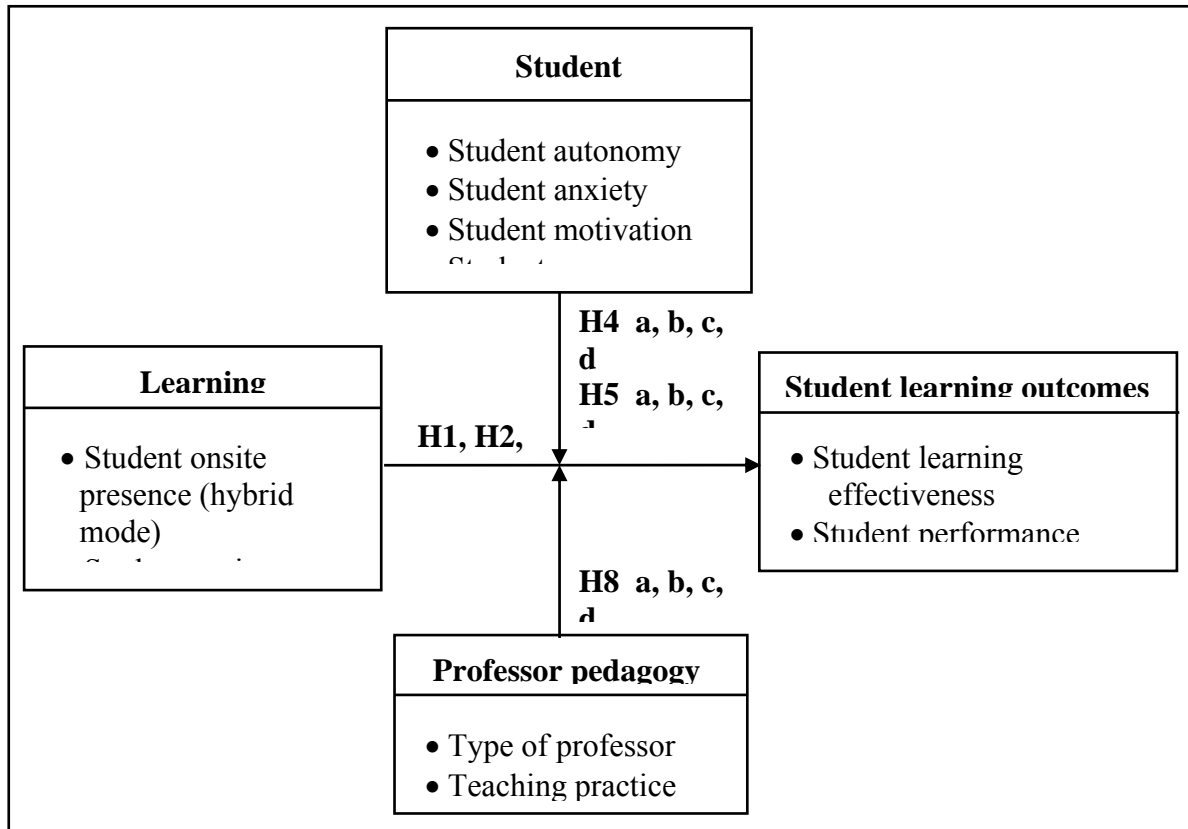 Student
• Student autonomy
• Student anxiety
• Student motivation
H4 a, b, c,
d
H5 a, b, c,
Learning
• Student onsite
presence (hybrid
mode)
H1, H2,
Student learning outcomes
• Student learning
effectiveness
• Student performance
H8 a, b, c,
d
Professor pedagogy
• Type of professor
• Teaching practice